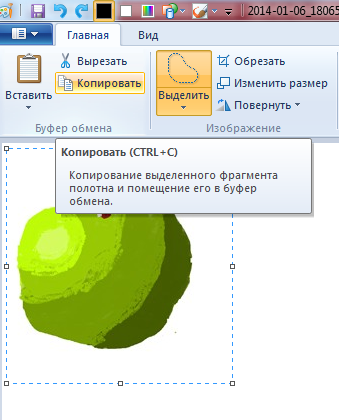 2014-01-06_18065
Главная Вид
Вставить
Вырезать
Копировать
Буфер обмена
Выделить
Обрезать
Изменить размер
Повернуть
Изображение
Копировать (CTRL+C)
Копирование выделенного фрагмента
полотна и помещение его в буфер
обмена.